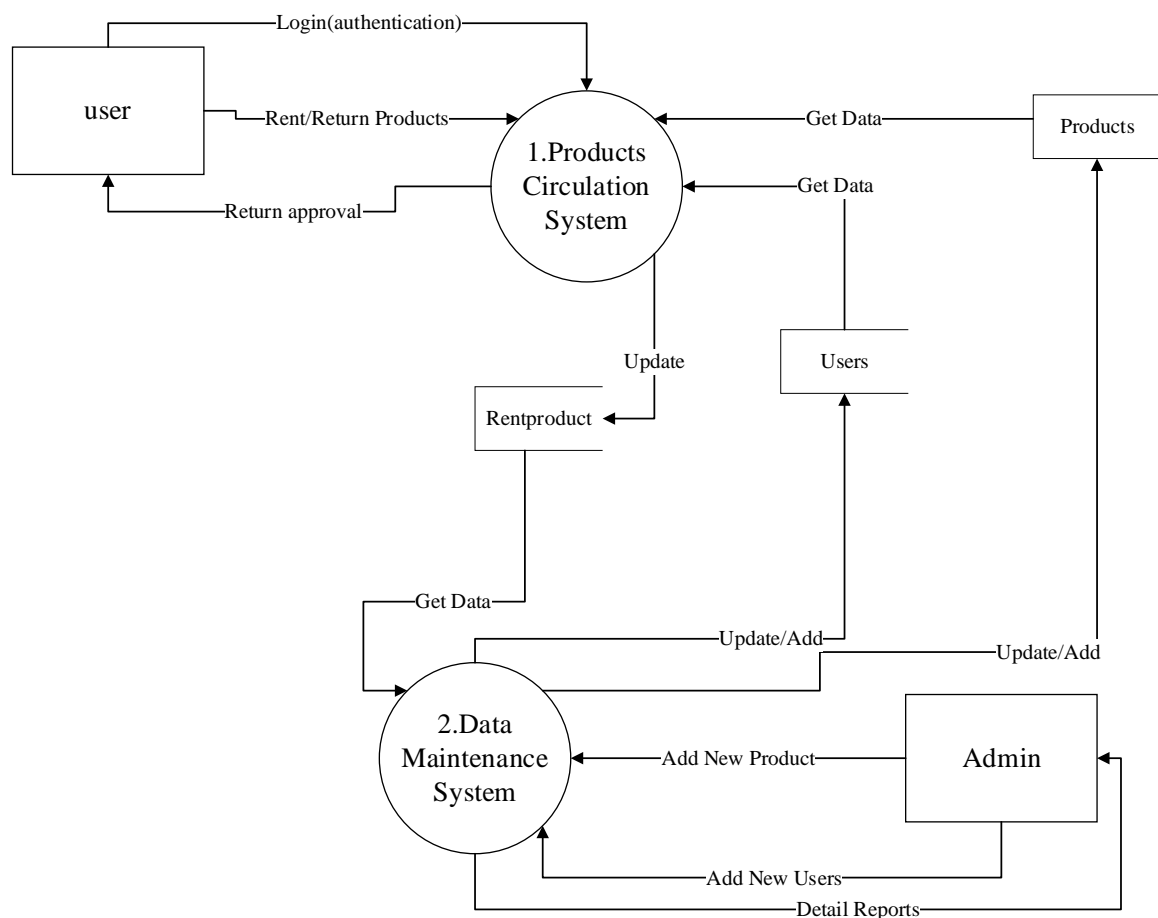 Login(authentication)
user
Rent/Return Products
Get Data
Products
1.Products
Circulation
System
Get Data
Return approval
Update
Users
Rentproduct
Get Data
Update/Add
Update/Add
2.Data
Maintenance
System
Add New Product
Admin
Add New Users
Detail Reports